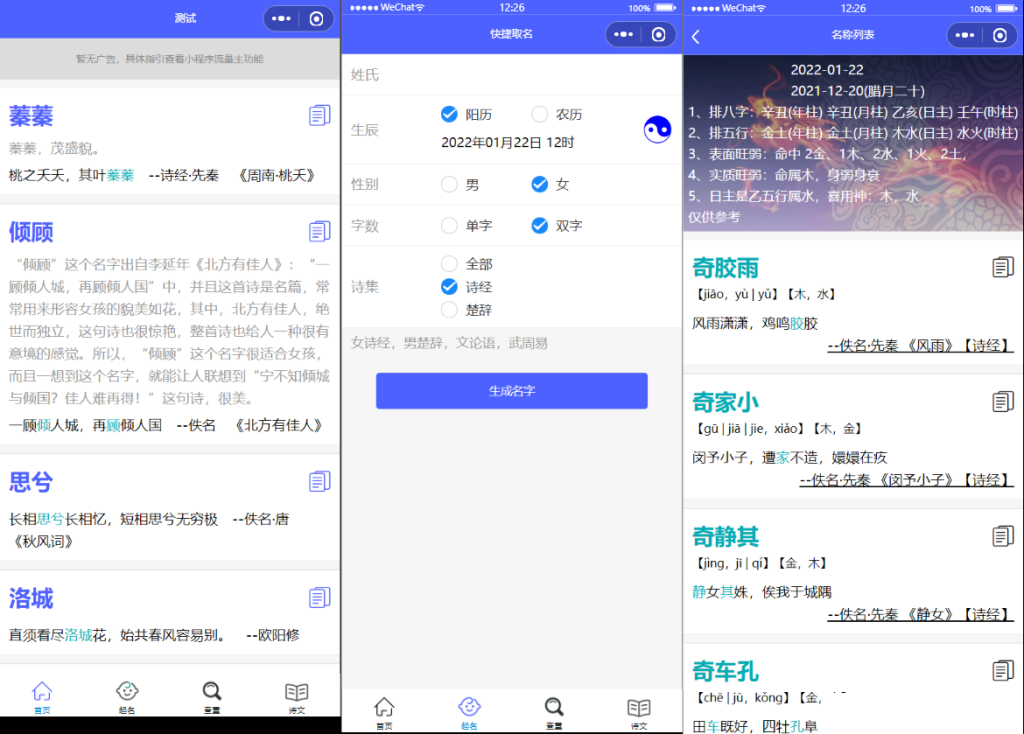 测试
暂无广告，具体指引查看小程序流量主功能
蓁蓁
蓁蓁，茂盛貌。
桃之夭夭，其叶蓁蓁 --诗经·先秦 《周南·桃夭》
倾顾
“倾顾”这个名字出自李延年《北方有佳人》：“一
顾倾人城，再顾倾人国”中，并且这首诗是名篇，常
常用来形容女孩的貌美如花，其中，北方有佳人，绝
世而独立，这句诗也很惊艳，整首诗也给人一种很有
意境的感觉。所以，“倾顾”这个名字很适合女孩，
而且一想到这个名字，就能让人联想到“宁不知倾城
与倾国？佳人难再得！”这句诗，很美。
一顾倾人城，再顾倾人国 --佚名 《北方有佳人》
思兮
长相思兮长相忆，短相思兮无穷极 --佚名·唐
《秋风词》
洛城
直须看尽洛城花，始共春风容易别。 --欧阳修
首页
起名
查重
诗文
WeChat
12:26
100%
快捷取名
姓氏
生辰
阳历
农历
2022年01月22日 12时
性别
男
女
字数
单字
双字
诗集
全部
诗经
楚辞
女诗经，男楚辞，文论语，武周易
生成名字
首页
起名
查重
诗文
WeChat
12:26
100%
名称列表
2022-01-22
2021-12-20(腊月二十)
1、排八字：辛丑(年柱) 辛丑(月柱) 乙亥(日主) 壬午(时柱)
2、排五行：金土(年柱) 金土(月柱) 木水(日主) 水火(时柱)
3、表面旺弱：命中 2金、1木、2水、1火、2土，
4、实质旺弱：命属木，身弱身衰
5、日主是乙五行属水，喜用神：木，水
仅供参考
奇胶雨
【jiāo，yù | yǔ】【木，水】
风雨潇潇，鸡鸣胶胶
--佚名·先秦 《风雨》【诗经】
奇家小
【gū | jiā | jie，xiǎo】【木，金】
闵予小子，遭家不造，嬛嬛在疚
--佚名·先秦 《闵予小子》【诗经】
奇静其
【jìng，jī | qí】【金，木】
静女其姝，俟我于城隅
--佚名·先秦 《静女》【诗经】
奇车孔
【chē | jū，kǒng】【金，
田车既好，四牡孔阜